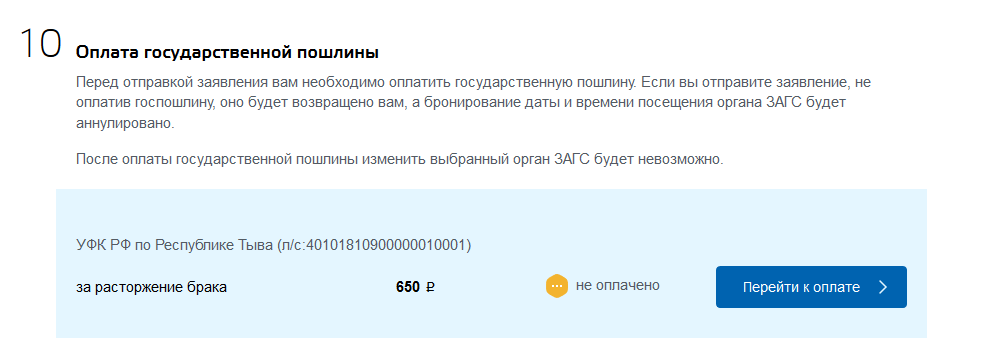 10
Оплата государственной пошлины
Перед отправкой заявления вам необходимо оплатить государственную пошлину. Если вы отправите заявление, не
оплатив госпошлину, оно будет возвращено вам, а бронирование даты и времени посещения органа ЗАГС будет
аннулировано.
После оплаты государственной пошлины изменить выбранный орган ЗАГС будет невозможно.
УФК РФ по Республике Тыва (л/с:40101810900000010001)
за расторжение брака 650 ₽ не оплачено Перейти к оплате